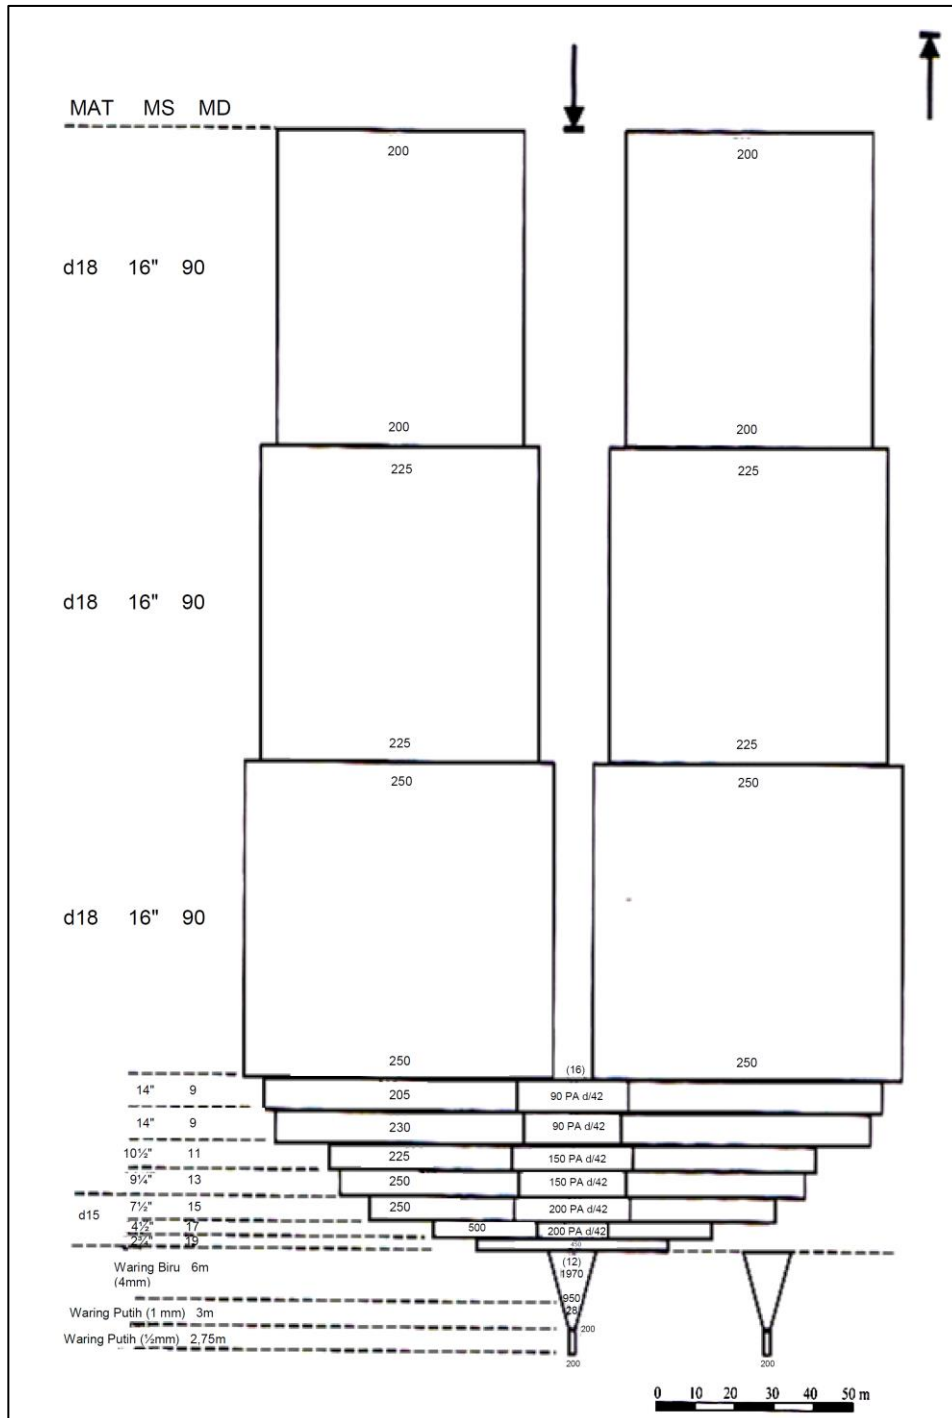 MAT MS MD
200 200
d18 16" 90
200 200
225 225
d18 16" 90
225 225
250 250
d18 16" 90
250 250
(16)
14" 9 205 90 PA d/42
14" 9 230 90 PA d/42
10½" 11 225 150 PA d/42
9¼" 13 250 150 PA d/42
d15 7½" 15 250 200 PA d/42
4½" 17 500 200 PA d/42
2¾" 19 450
Waring Biru 6m (12)
(4mm) 1970
950
Waring Putih (1 mm) 3m 28
200
Waring Putih (½mm) 2,75m
200 200
0 10 20 30 40 50 m